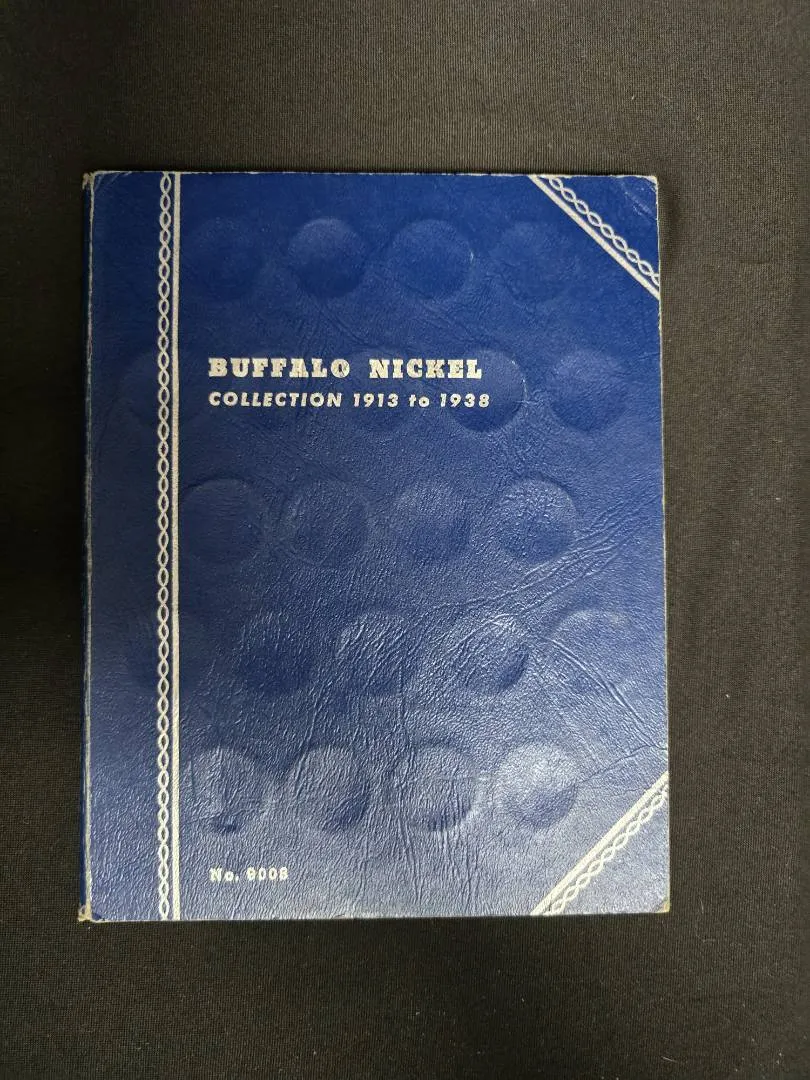 BUFFALO NICKEL
COLLECTION 1913 to 1938
No. 9008